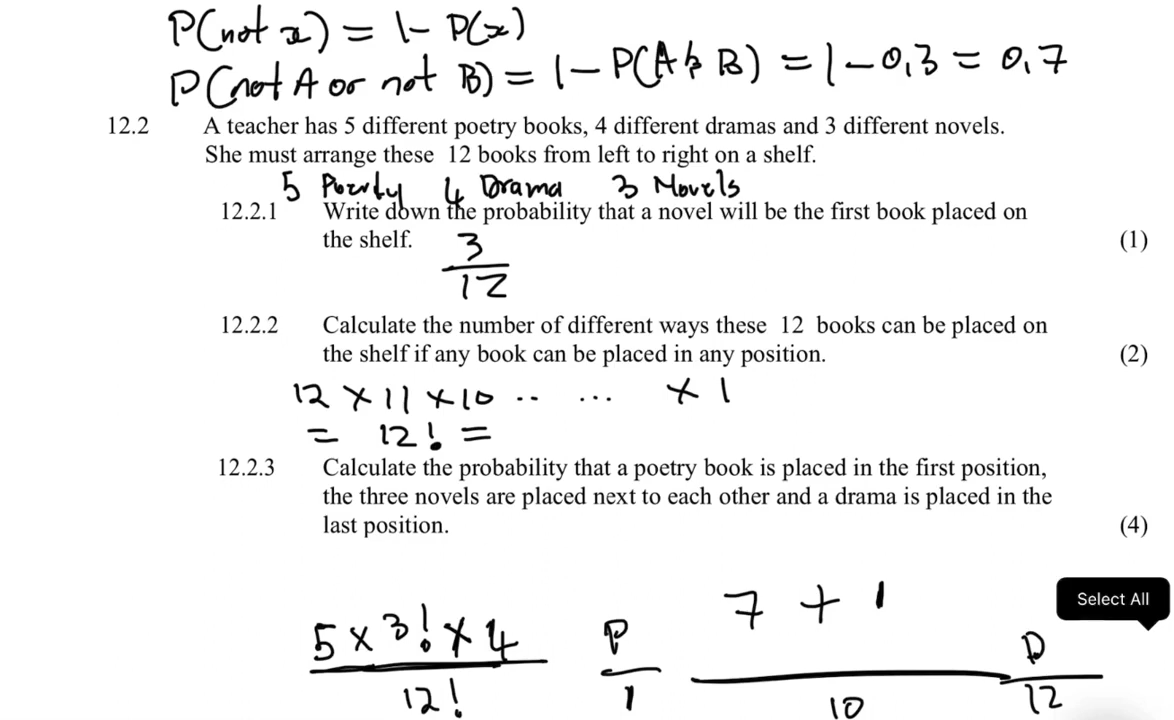 P(not x) = 1 - P(x)
P(not A or not B) = 1 - P(A & B) = 1 - 0,3 = 0,7
12.2 A teacher has 5 different poetry books, 4 different dramas and 3 different novels.
She must arrange these 12 books from left to right on a shelf.
5 Poerty 4 Drama 3 Novels
12.2.1 Write down the probability that a novel will be the first book placed on
the shelf. (1)
3
12
12.2.2 Calculate the number of different ways these 12 books can be placed on
the shelf if any book can be placed in any position. (2)
12 × 11 × 10 .. ... × 1
= 12! =
12.2.3 Calculate the probability that a poetry book is placed in the first position,
the three novels are placed next to each other and a drama is placed in the
last position. (4)
7 + 1
Select All
5 × 3! × 4 P D
12! 1 10 12